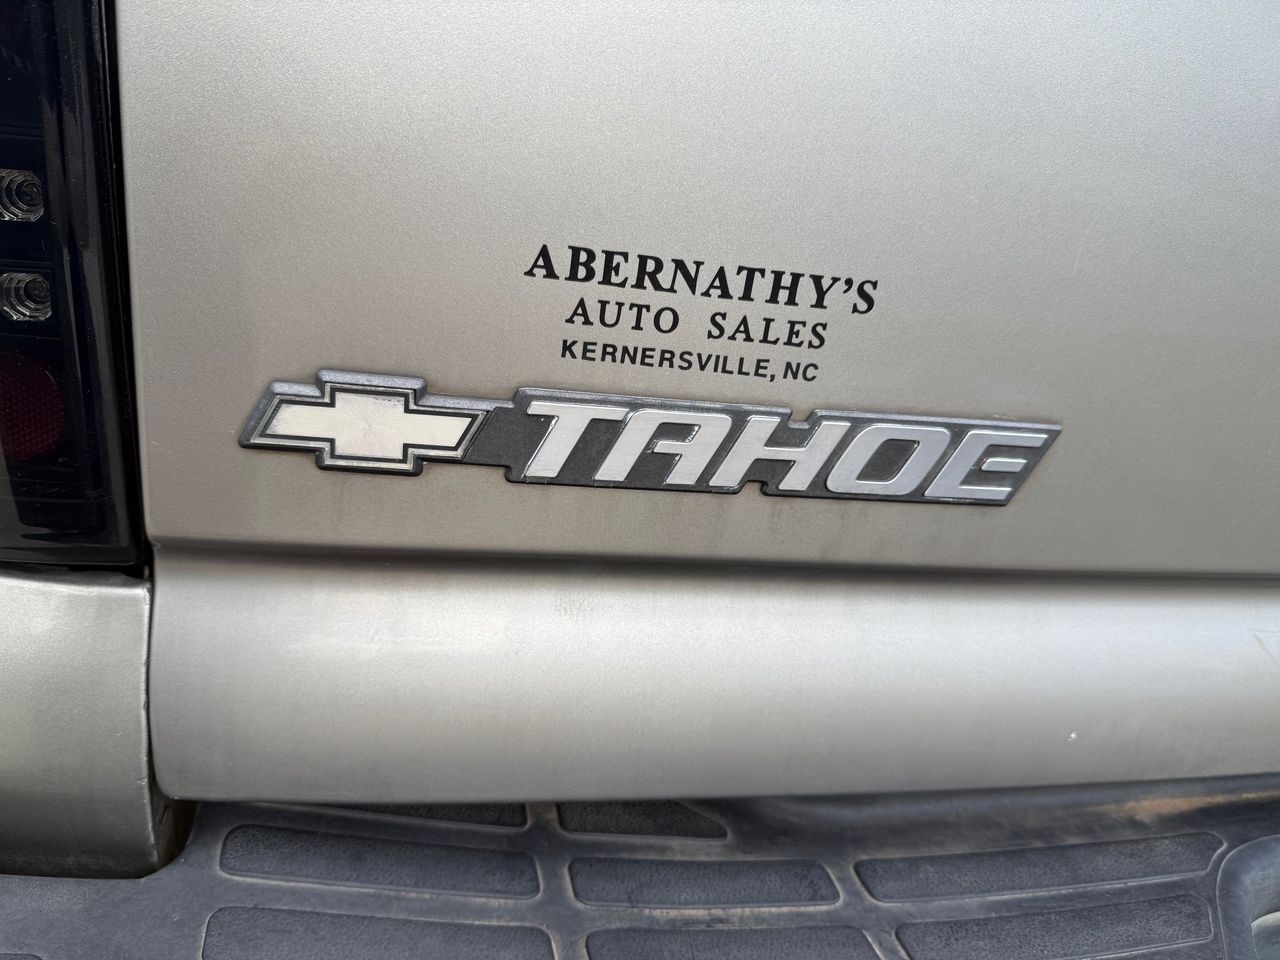 ABERNATHY'S
AUTO SALES
KERNERSVILLE, NC
TAHOE